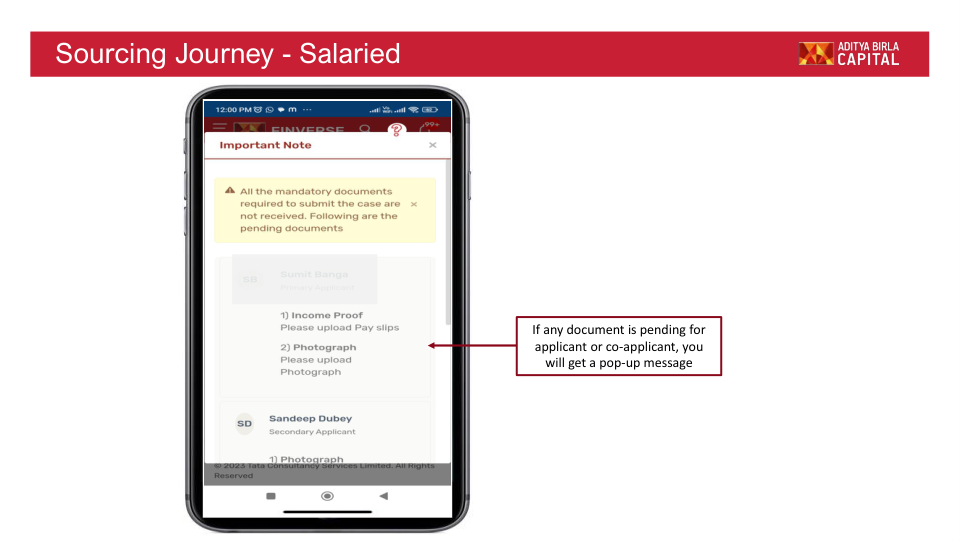 Sourcing Journey - Salaried
ADITYA BIRLA
CAPITAL
12:00 PM
99+
FINVERSE
Important Note
×
All the mandatory documents
required to submit the case are ×
not received. Following are the
pending documents
SB
Sumit Banga
Primary Applicant
1) Income Proof
Please upload Pay slips
2) Photograph
Please upload
Photograph
SD
Sandeep Dubey
Secondary Applicant
1) Photograph
© 2023 Tata Consultancy Services Limited. All Rights
Reserved
If any document is pending for
applicant or co-applicant, you
will get a pop-up message